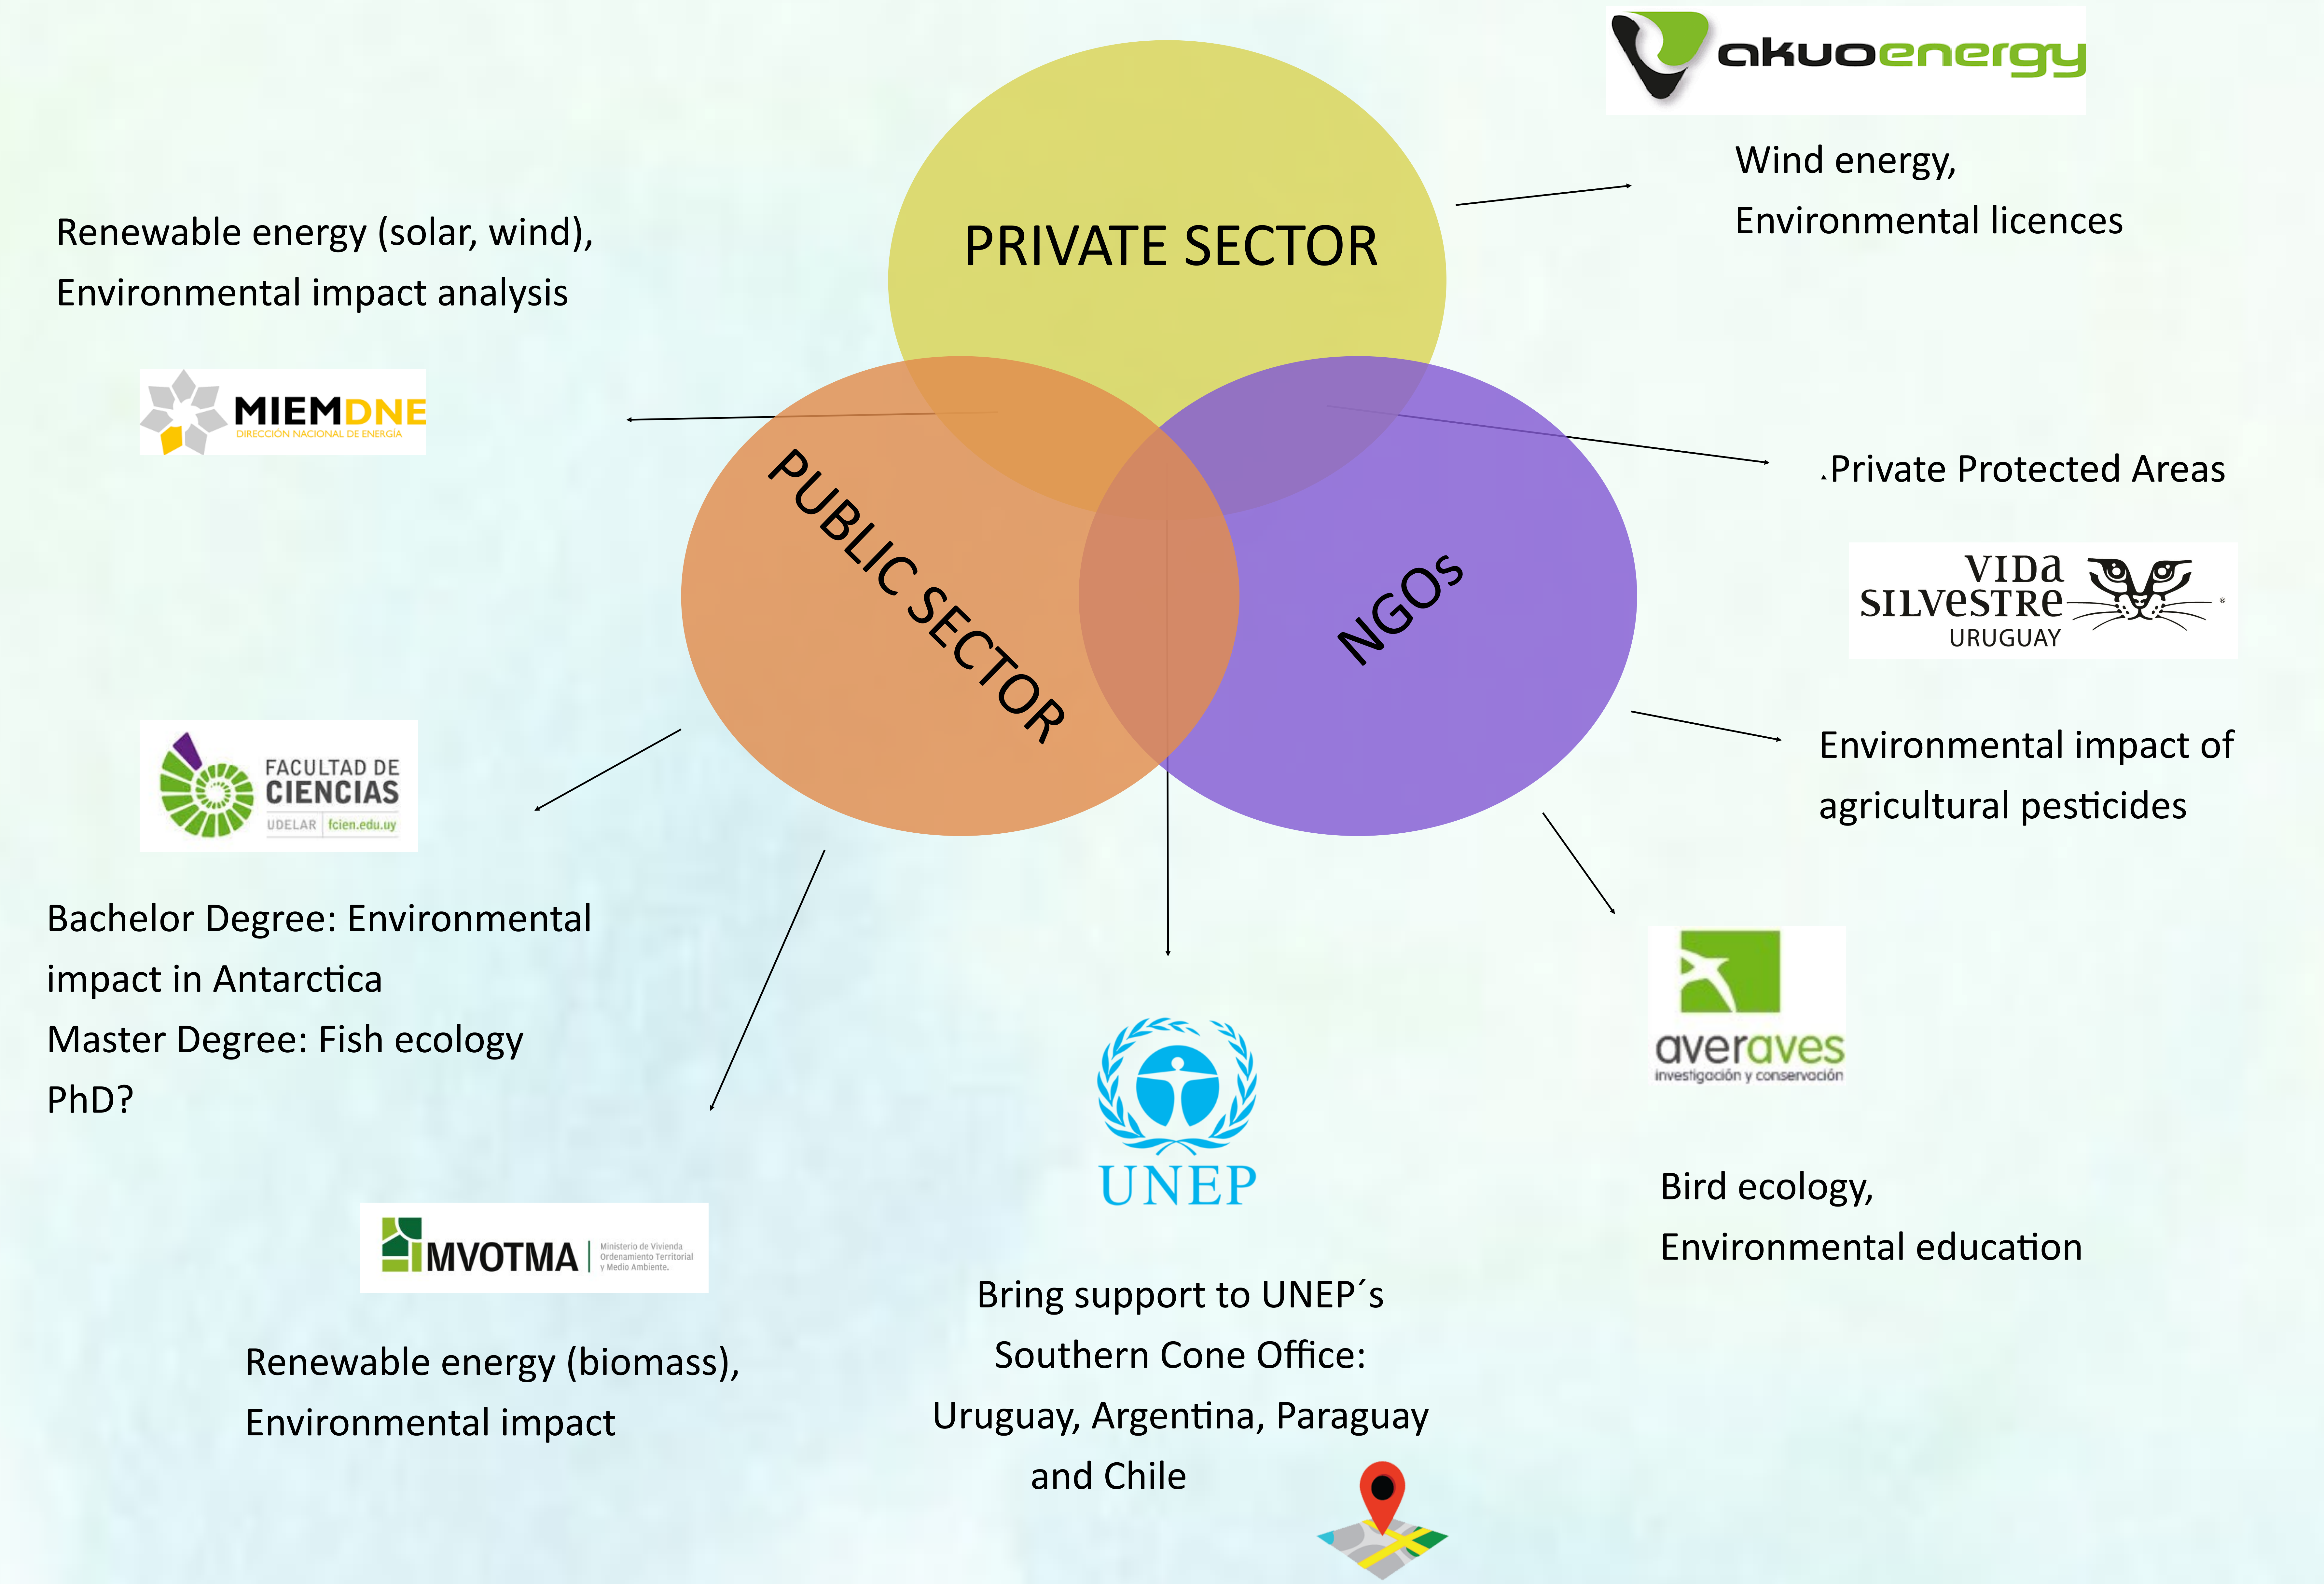 akuoenergy
Wind energy,
Environmental licences
PRIVATE SECTOR
Renewable energy (solar, wind),
Environmental impact analysis
MIEMDNE
DIRECCIÓN NACIONAL DE ENERGÍA
PUBLIC SECTOR
NGOs
Private Protected Areas
VIDa
SILVeSTRe
URUGUAY
®
Environmental impact of
agricultural pesticides
FACULTAD DE
CIENCIAS
UDELAR | fcien.edu.uy
Bachelor Degree: Environmental
impact in Antarctica
Master Degree: Fish ecology
PhD?
averaves
investigación y conservación
Bird ecology,
Environmental education
UNEP
Bring support to UNEP´s
Southern Cone Office:
Uruguay, Argentina, Paraguay
and Chile
MVOTMA
Ministerio de Vivienda
Ordenamiento Territorial
y Medio Ambiente.
Renewable energy (biomass),
Environmental impact